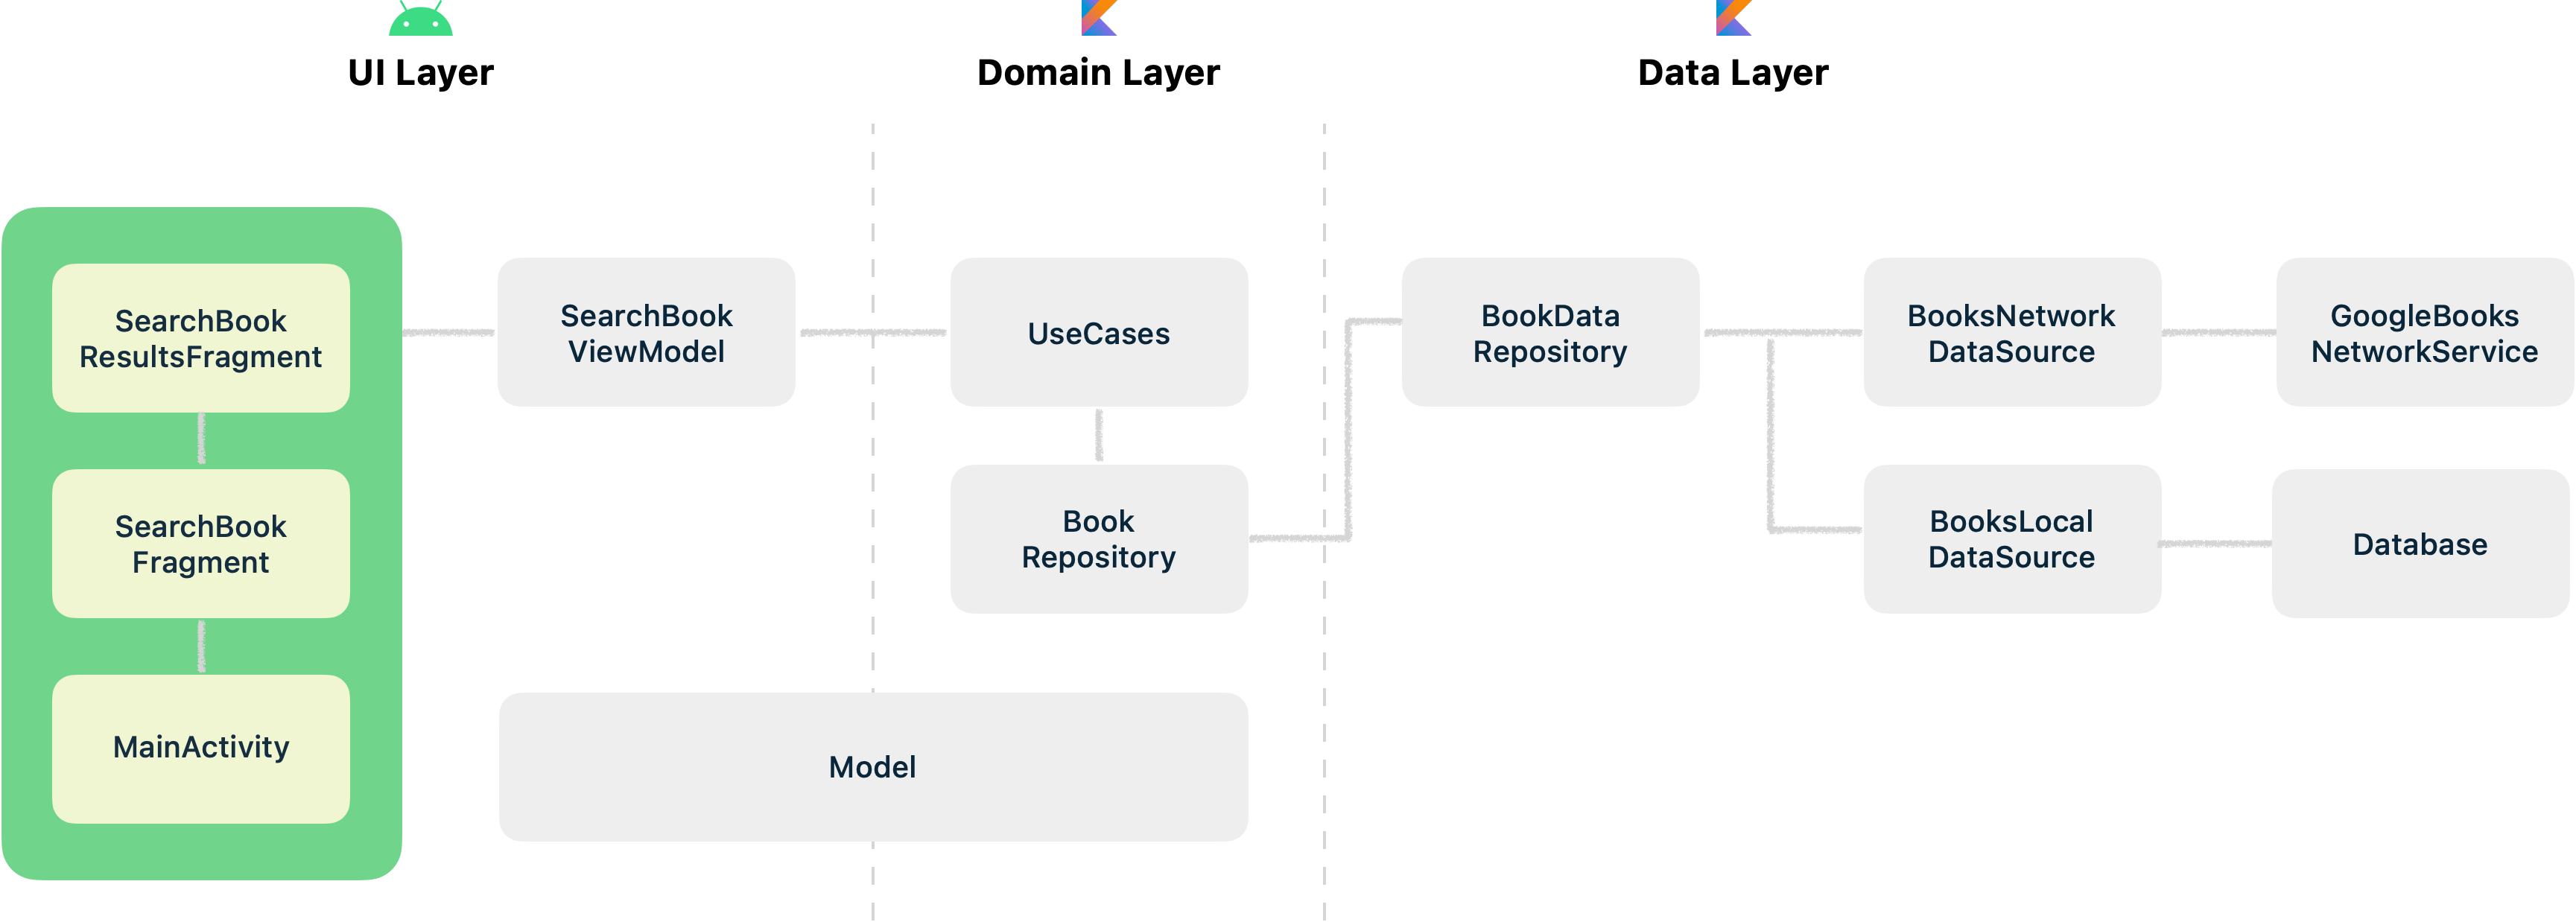 UI Layer
Domain Layer
Data Layer
SearchBook
ResultsFragment
SearchBook
ViewModel
UseCases
BookData
Repository
BooksNetwork
DataSource
GoogleBooks
NetworkService
SearchBook
Fragment
Book
Repository
BooksLocal
DataSource
Database
MainActivity
Model